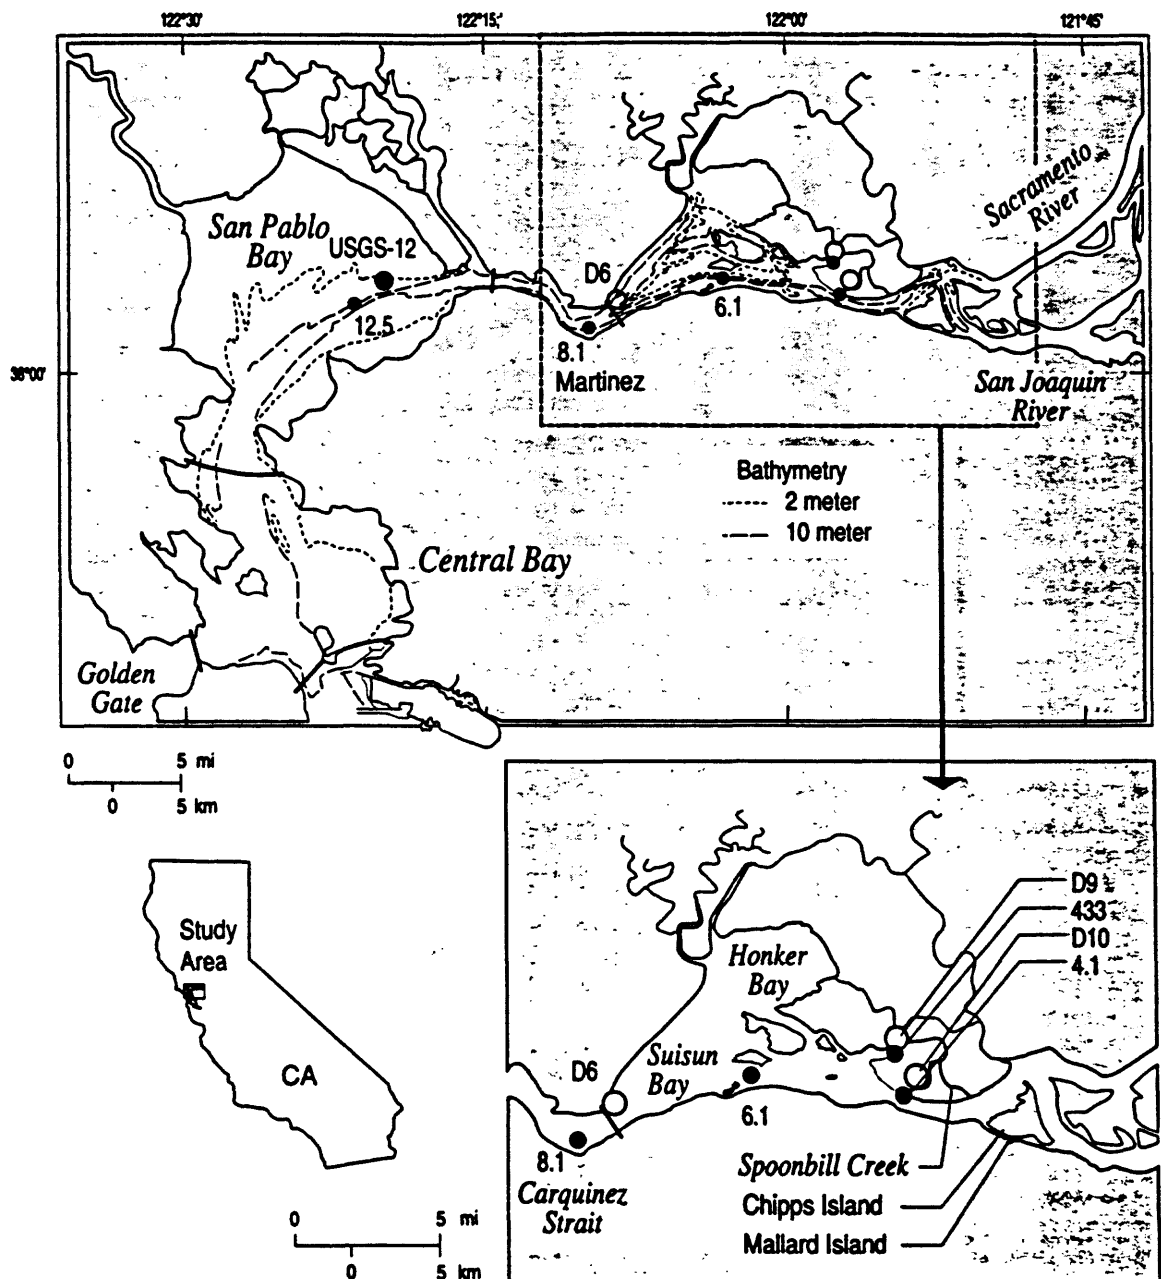 122°30'
122°15'
122°00'
121°45'
Sacramento
River
San Pablo
Bay
USGS-12
D6
12.5
6.1
8.1
Martinez
38°00'
San Joaquin
River
Bathymetry
2 meter
10 meter
Central Bay
Golden
Gate
0 5 mi
0 5 km
D9
433
D10
4.1
Study
Area
Honker
Bay
CA
Suisun
Bay
D6
6.1
8.1
Carquinez
Strait
Spoonbill Creek
Chipps Island
Mallard Island
0 5 mi
0 5 km